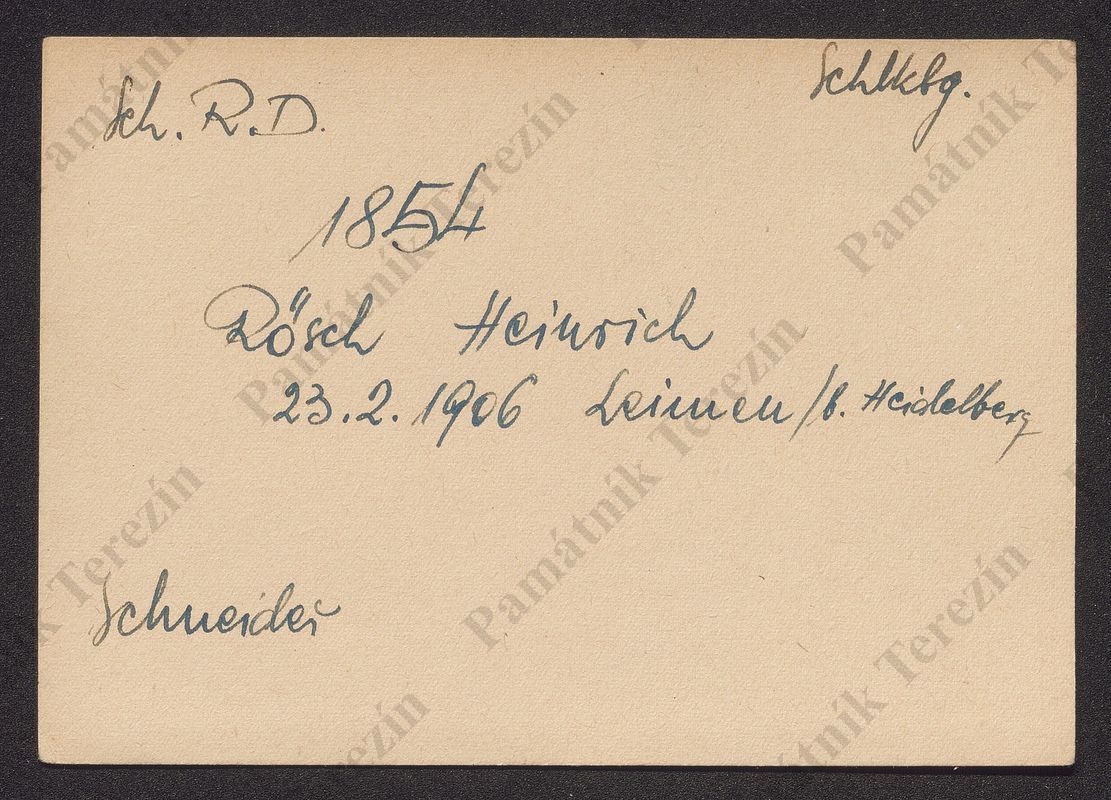 Sch. R.D.
Schlkbg.
1854
Rösch Heinrich
23.2.1906 Leimen/b. Heidelberg
Schneider
Památník Terezín